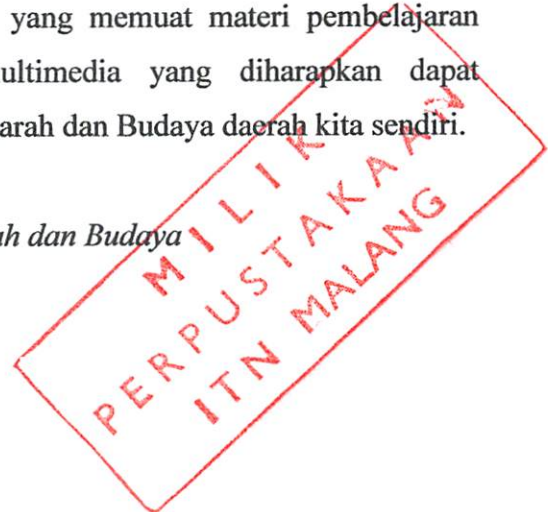 yang memuat materi pembelajaran
ultimedia yang diharapkan dapat
arah dan Budaya daerah kita sendiri.
ah dan Budaya
MILIK
PERPUSTAKAAN
ITN MALANG